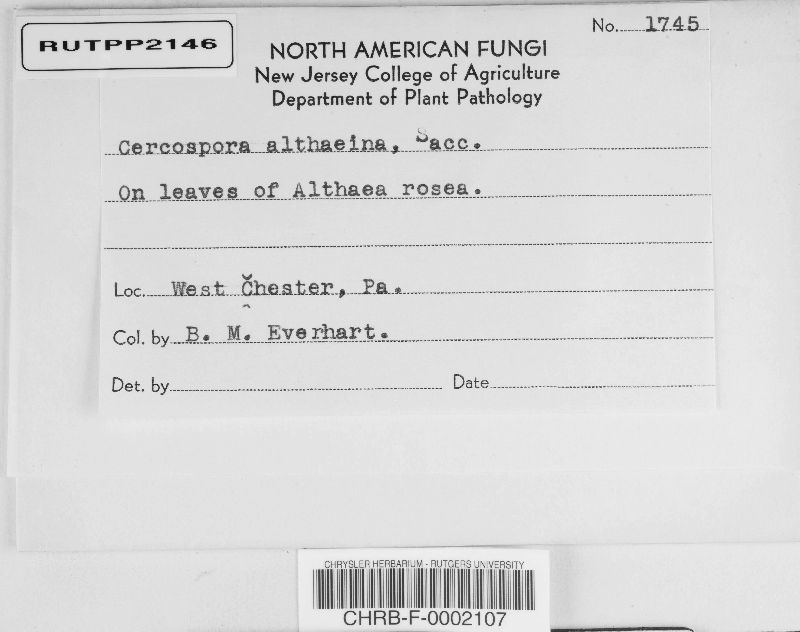 RUTPP2146
No. 1745
NORTH AMERICAN FUNGI
New Jersey College of Agriculture
Department of Plant Pathology
Cercospora althaeina, Sacc.
On leaves of Althaea rosea.
Loc. West Chester, Pa.
Col. by B. M. Everhart.
Det. by
Date
CHRYSLER HERBARIUM - RUTGERS UNIVERSITY
CHRB-F-0002107